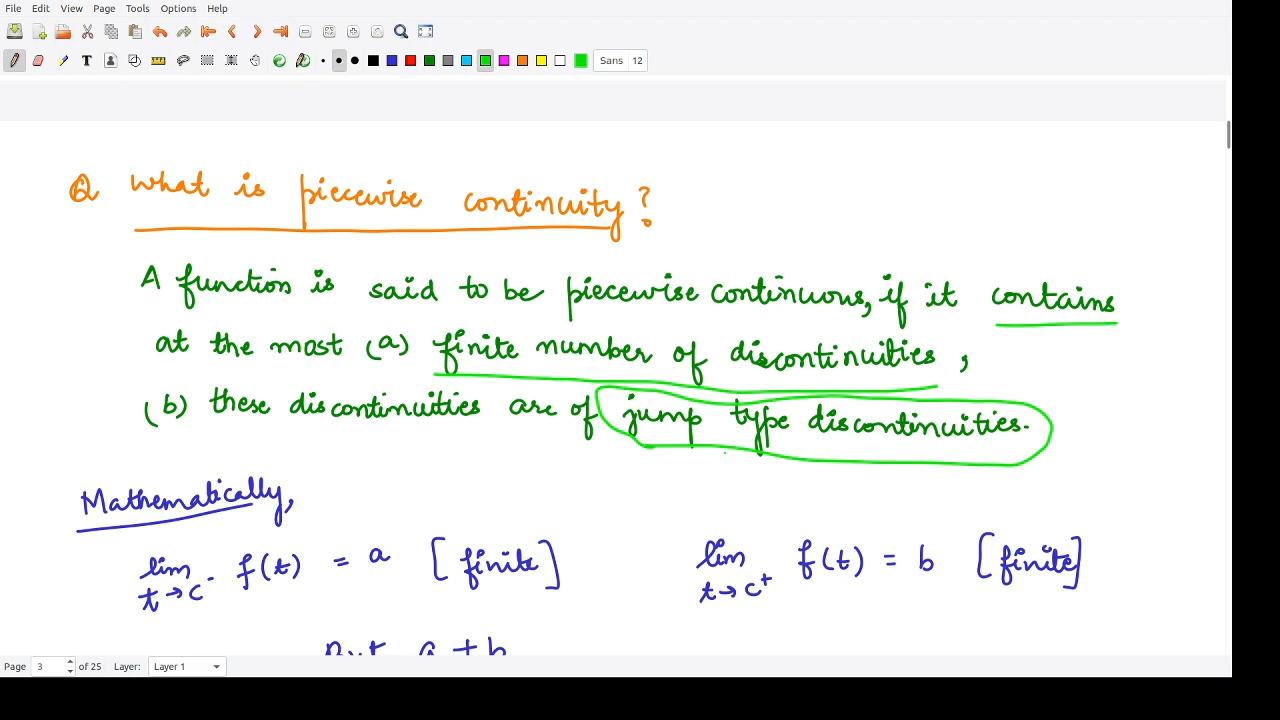 File Edit View Page Tools Options Help
T Sans 12
Q What is piecewise continuity?
A function is said to be piecewise continuous, if it contains
at the most (a) finite number of discontinuities,
(b) these discontinuities are of jump type discontinuities.
Mathematically,
lim t→c⁻ f(t) = a [finite] lim t→c⁺ f(t) = b [finite]
But a ≠ b
Page 3 of 25 Layer: Layer 1